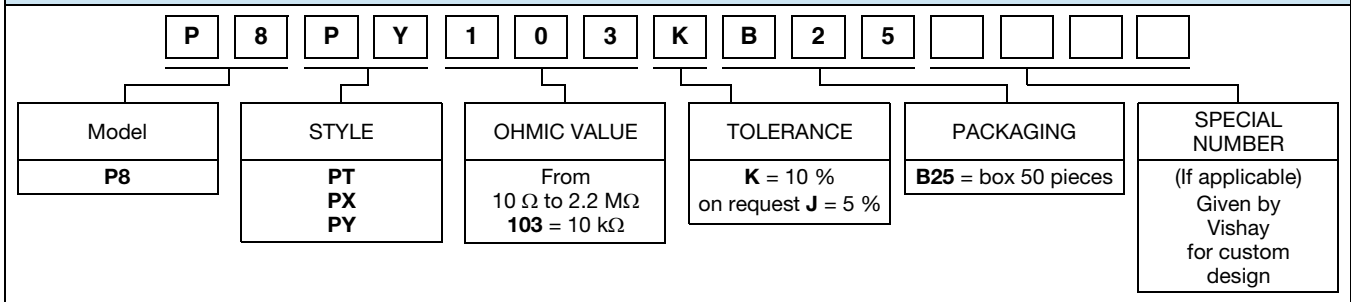 P 8 P Y 1 0 3 K B 2 5
Model
P8
STYLE
PT
PX
PY
OHMIC VALUE
From
10 Ω to 2.2 MΩ
103 = 10 kΩ
TOLERANCE
K = 10 %
on request J = 5 %
PACKAGING
B25 = box 50 pieces
SPECIAL
NUMBER
(If applicable)
Given by
Vishay
for custom
design